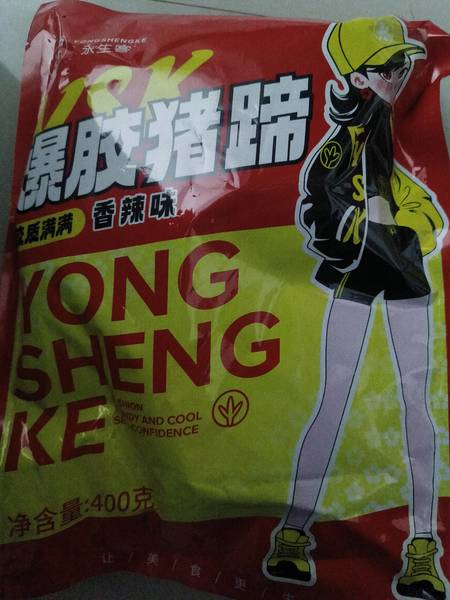 YONGSHENGKE
永生客
YSK
爆胶猪蹄
胶质满满
香辣味
YONG
SHENG
KE
AND COOL
CONFIDENCE
净含量:400克
让/美/食/更/